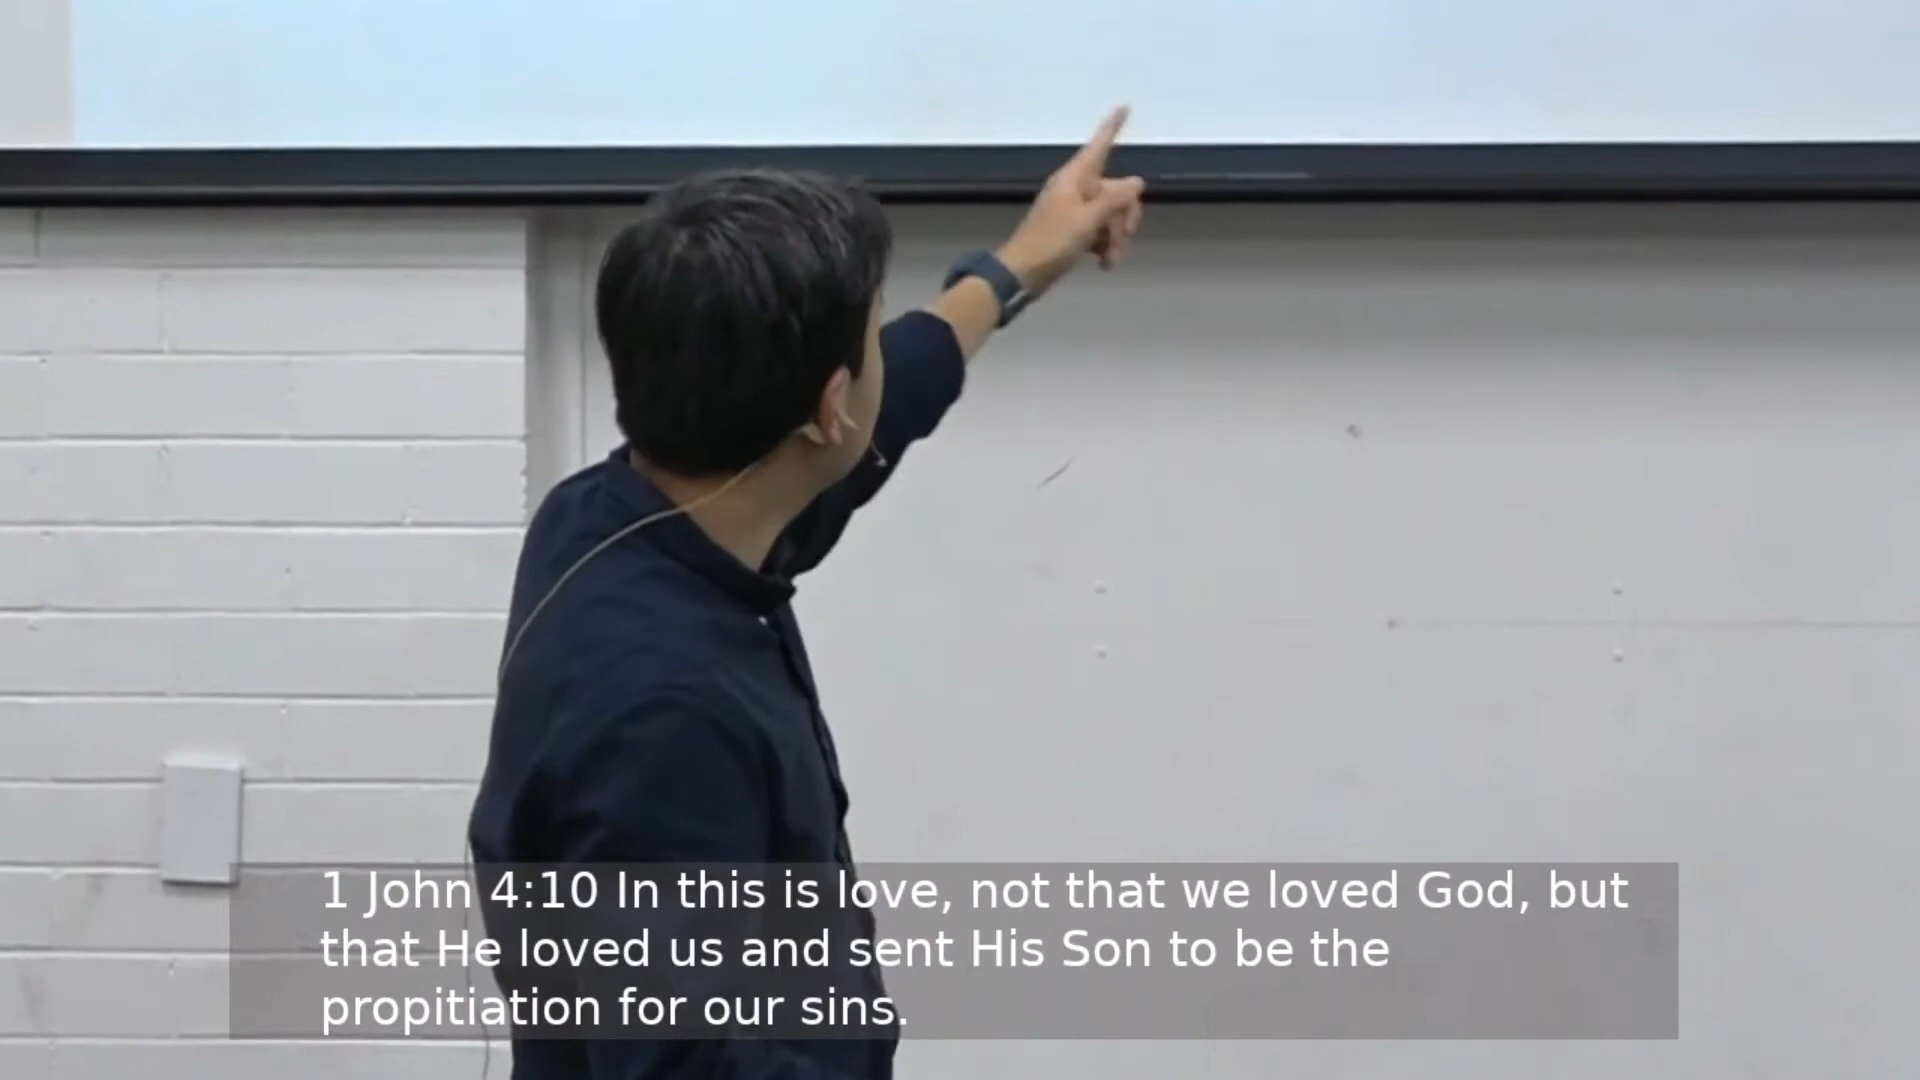 1 John 4:10 In this is love, not that we loved God, but
that He loved us and sent His Son to be the
propitiation for our sins.